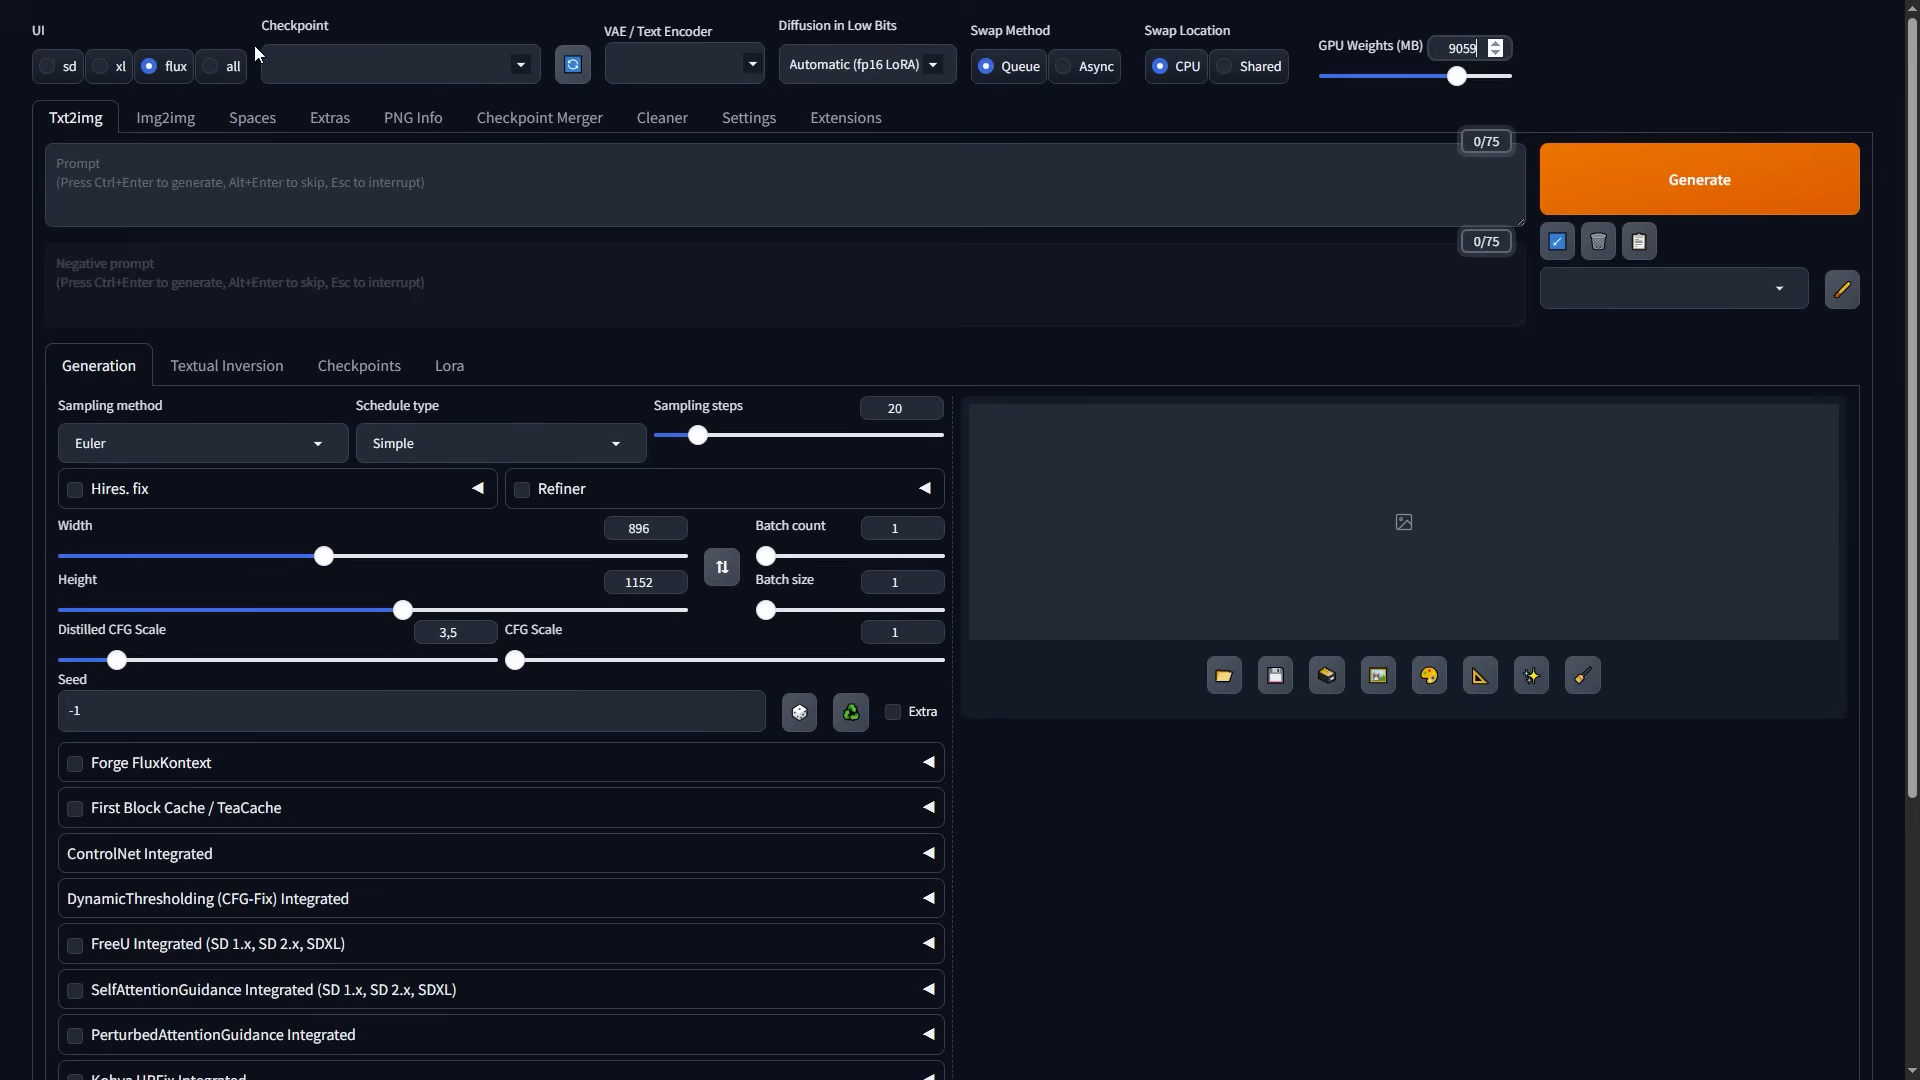 UI
sd xl flux all
Checkpoint
VAE / Text Encoder
Diffusion in Low Bits
Automatic (fp16 LoRA)
Swap Method
Queue Async
Swap Location
CPU Shared
GPU Weights (MB) 9059
Txt2img Img2img Spaces Extras PNG Info Checkpoint Merger Cleaner Settings Extensions
0/75
Prompt
(Press Ctrl+Enter to generate, Alt+Enter to skip, Esc to interrupt)
Generate
0/75
Negative prompt
(Press Ctrl+Enter to generate, Alt+Enter to skip, Esc to interrupt)
Generation Textual Inversion Checkpoints Lora
Sampling method
Euler
Schedule type
Simple
Sampling steps 20
Hires. fix
Refiner
Width 896
Batch count 1
Height 1152
Batch size 1
Distilled CFG Scale 3,5
CFG Scale 1
Seed
-1
Extra
Forge FluxKontext
First Block Cache / TeaCache
ControlNet Integrated
DynamicThresholding (CFG-Fix) Integrated
FreeU Integrated (SD 1.x, SD 2.x, SDXL)
SelfAttentionGuidance Integrated (SD 1.x, SD 2.x, SDXL)
PerturbedAttentionGuidance Integrated
Kohya HRFix Integrated